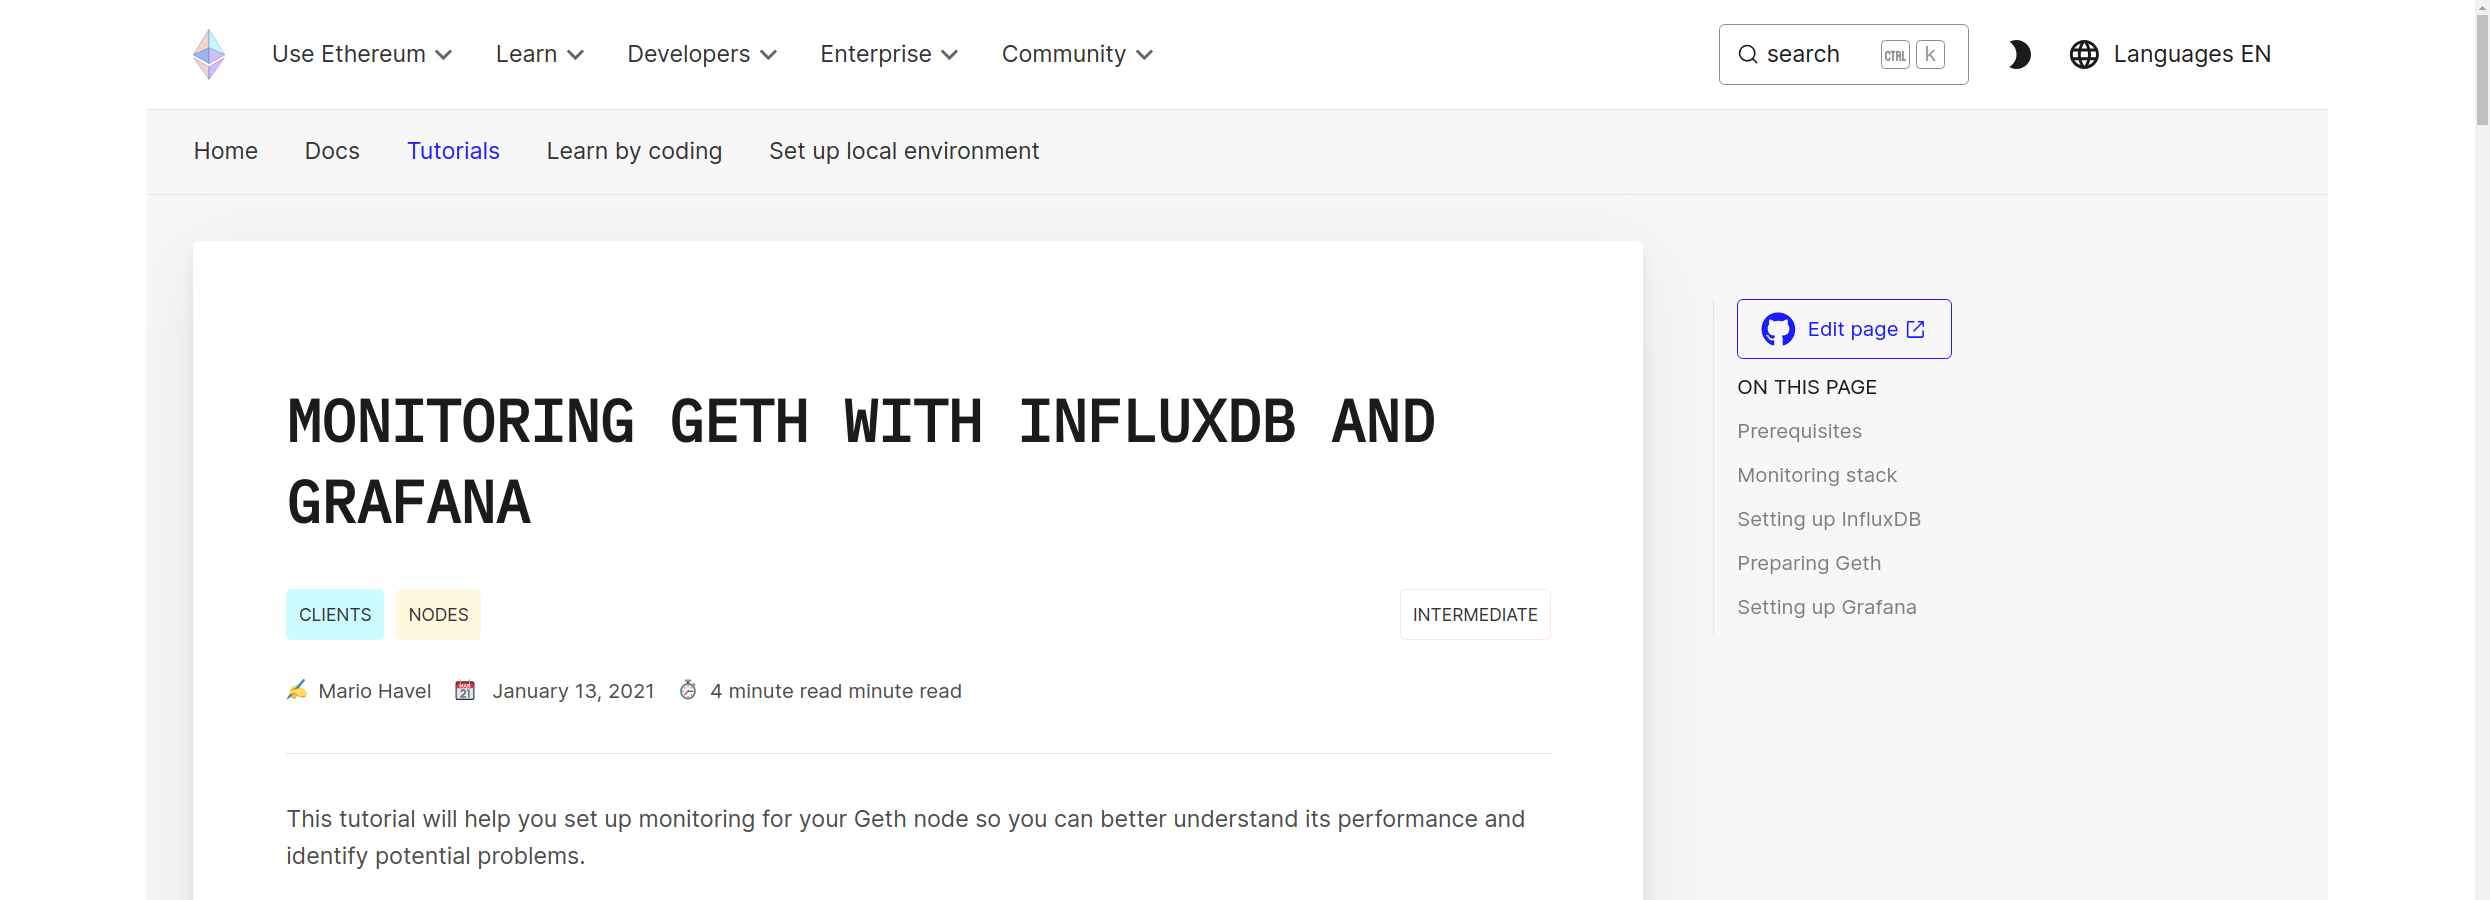 Use Ethereum Learn Developers Enterprise Community search CTRL k Languages EN
Home Docs Tutorials Learn by coding Set up local environment
MONITORING GETH WITH INFLUXDB AND
GRAFANA
CLIENTS NODES INTERMEDIATE
Mario Havel January 13, 2021 4 minute read minute read
This tutorial will help you set up monitoring for your Geth node so you can better understand its performance and
identify potential problems.
Edit page
ON THIS PAGE
Prerequisites
Monitoring stack
Setting up InfluxDB
Preparing Geth
Setting up Grafana